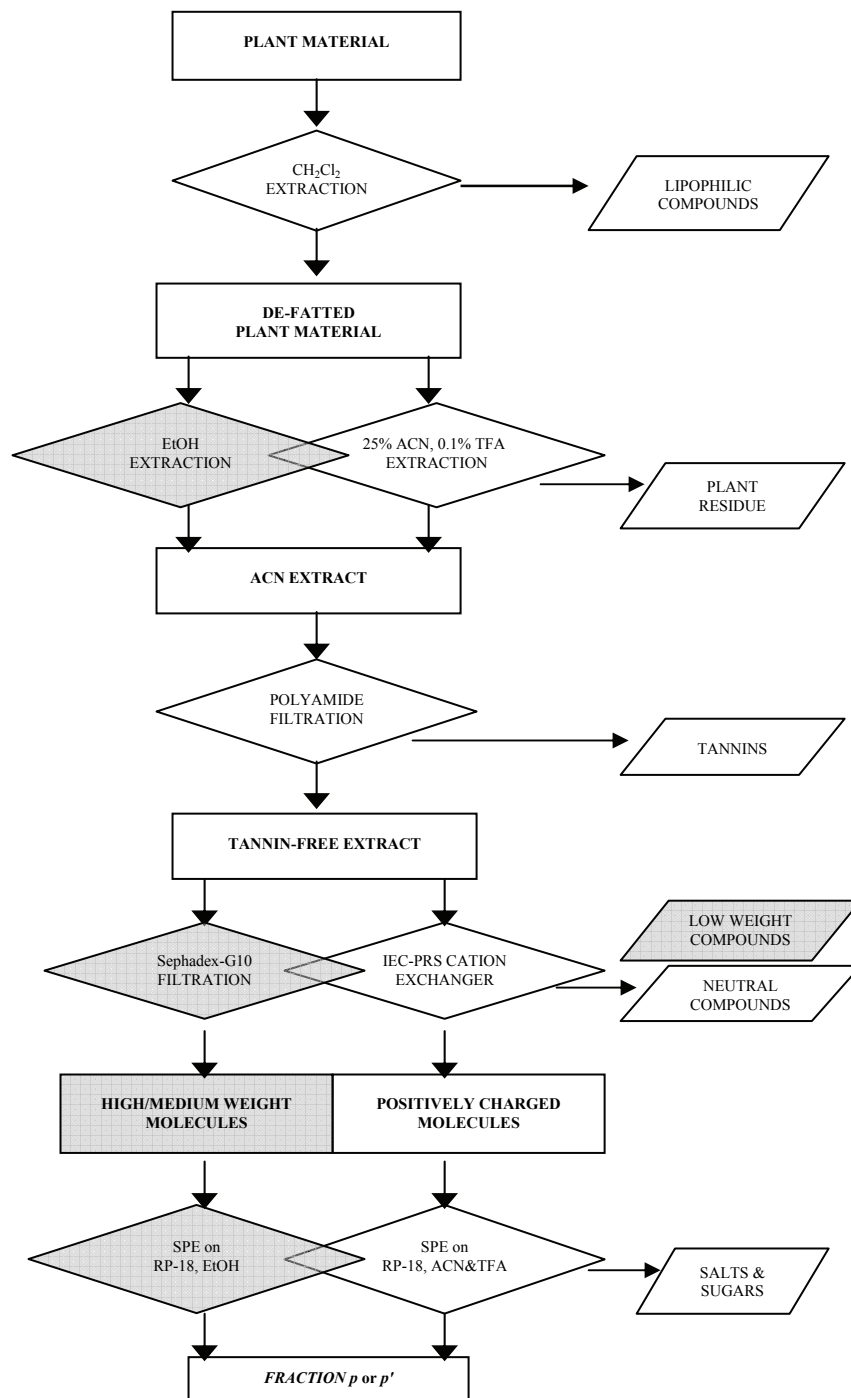 PLANT MATERIAL
CH₂Cl₂
EXTRACTION
LIPOPHILIC
COMPOUNDS
DE-FATTED
PLANT MATERIAL
EtOH
EXTRACTION
25% ACN, 0.1% TFA
EXTRACTION
PLANT
RESIDUE
ACN EXTRACT
POLYAMIDE
FILTRATION
TANNINS
TANNIN-FREE EXTRACT
LOW WEIGHT
COMPOUNDS
Sephadex-G10
FILTRATION
IEC-PRS CATION
EXCHANGER
NEUTRAL
COMPOUNDS
HIGH/MEDIUM WEIGHT
MOLECULES
POSITIVELY CHARGED
MOLECULES
SPE on
RP-18, EtOH
SPE on
RP-18, ACN&TFA
SALTS &
SUGARS
FRACTION p or p'